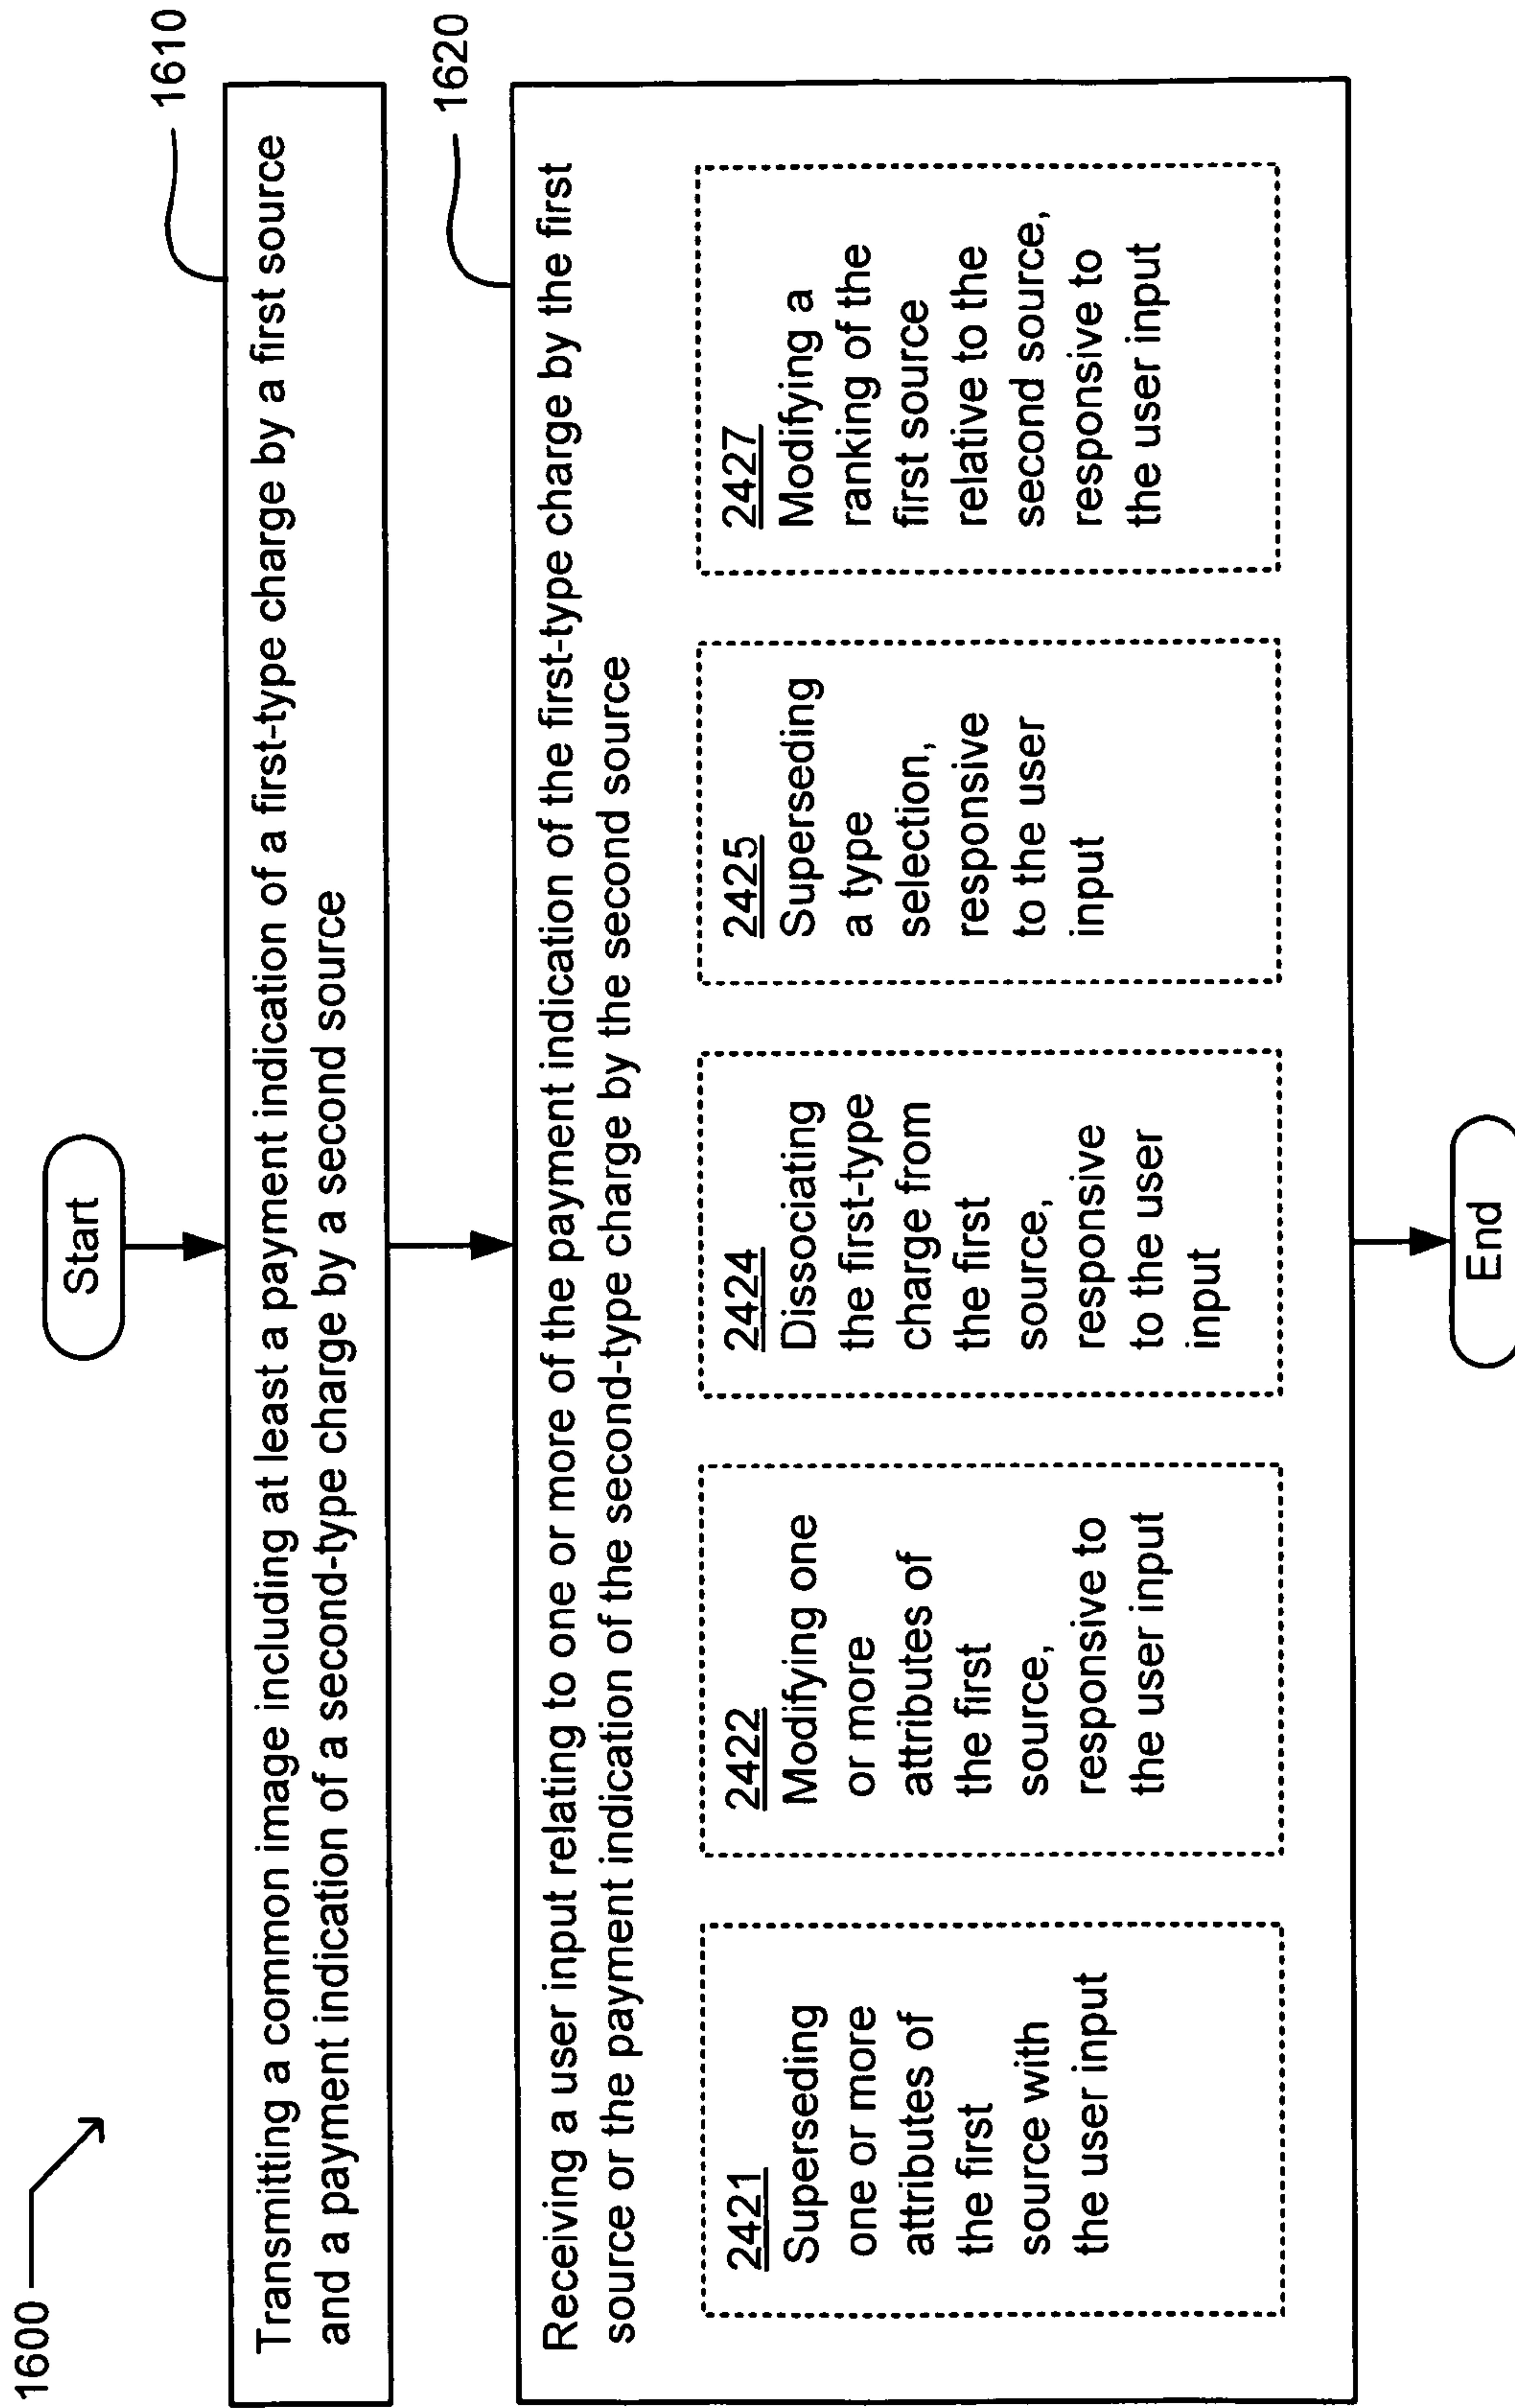 1600
Start
1610
Transmitting a common image including at least a payment indication of a first-type charge by a first source
and a payment indication of a second-type charge by a second source
1620
Receiving a user input relating to one or more of the payment indication of the first-type charge by the first
source or the payment indication of the second-type charge by the second source
2421
Superseding
one or more
attributes of
the first
source with
the user input
2422
Modifying one
or more
attributes of
the first
source,
responsive to
the user input
2424
Dissociating
the first-type
charge from
the first
source,
responsive
to the user
input
2425
Superseding
a type
selection,
responsive
to the user
input
2427
Modifying a
ranking of the
first source
relative to the
second source,
responsive to
the user input
End